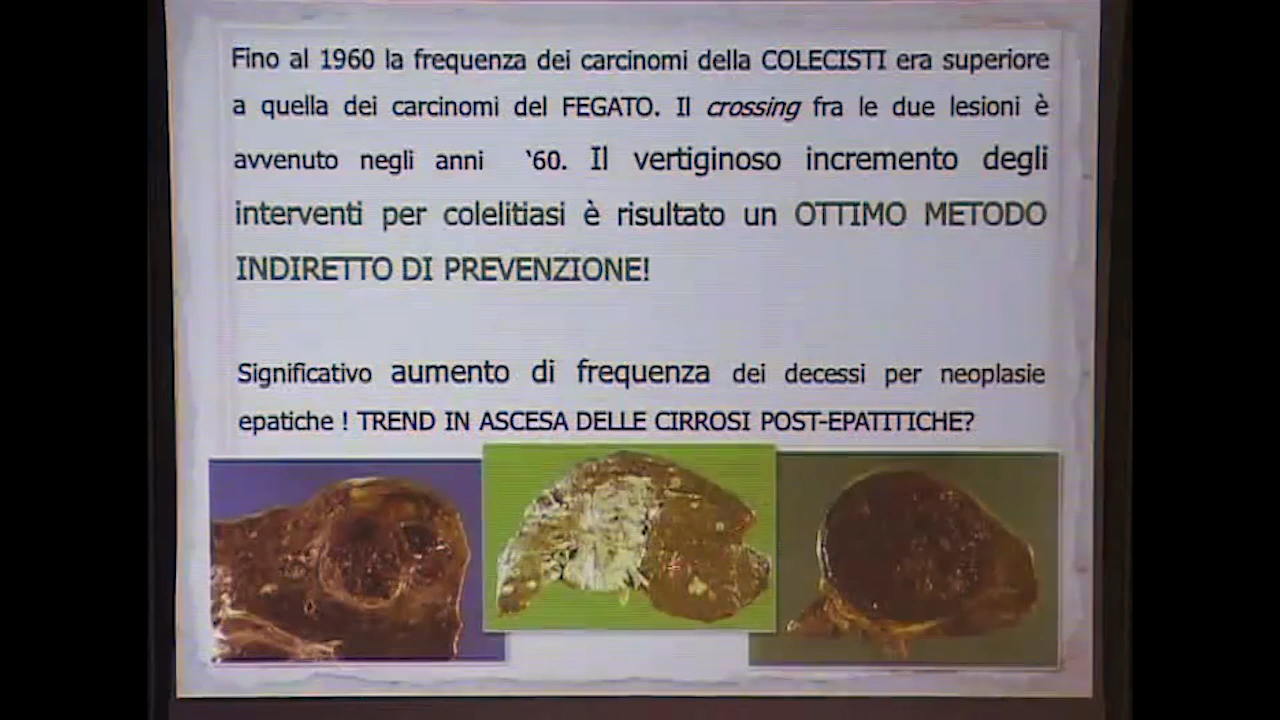 Fino al 1960 la frequenza dei carcinomi della COLECISTI era superiore
a quella dei carcinomi del FEGATO. Il crossing fra le due lesioni è
avvenuto negli anni ‘60. Il vertiginoso incremento degli
interventi per colelitiasi è risultato un OTTIMO METODO
INDIRETTO DI PREVENZIONE!
Significativo aumento di frequenza dei decessi per neoplasie
epatiche ! TREND IN ASCESA DELLE CIRROSI POST-EPATITICHE?